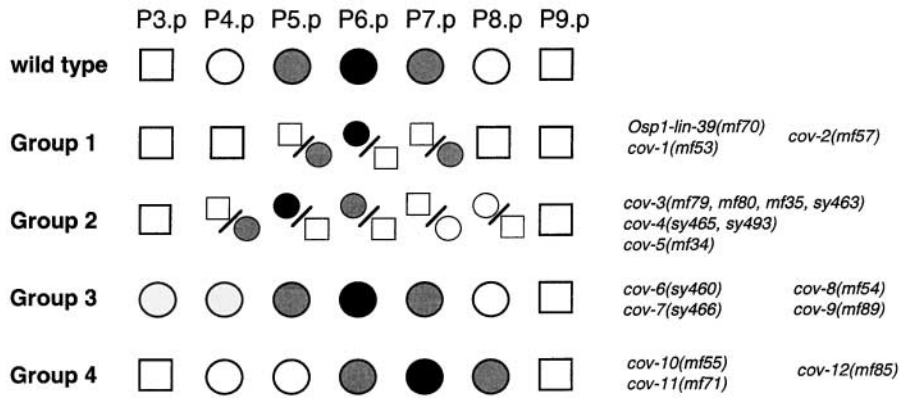 P3.p P4.p P5.p P6.p P7.p P8.p P9.p
wild type
Group 1
Osp1-lin-39(mf70) cov-2(mf57)
cov-1(mf53)
Group 2
cov-3(mf79, mf80, mf35, sy463)
cov-4(sy465, sy493)
cov-5(mf34)
Group 3
cov-6(sy460) cov-8(mf54)
cov-7(sy466) cov-9(mf89)
Group 4
cov-10(mf55) cov-12(mf85)
cov-11(mf71)